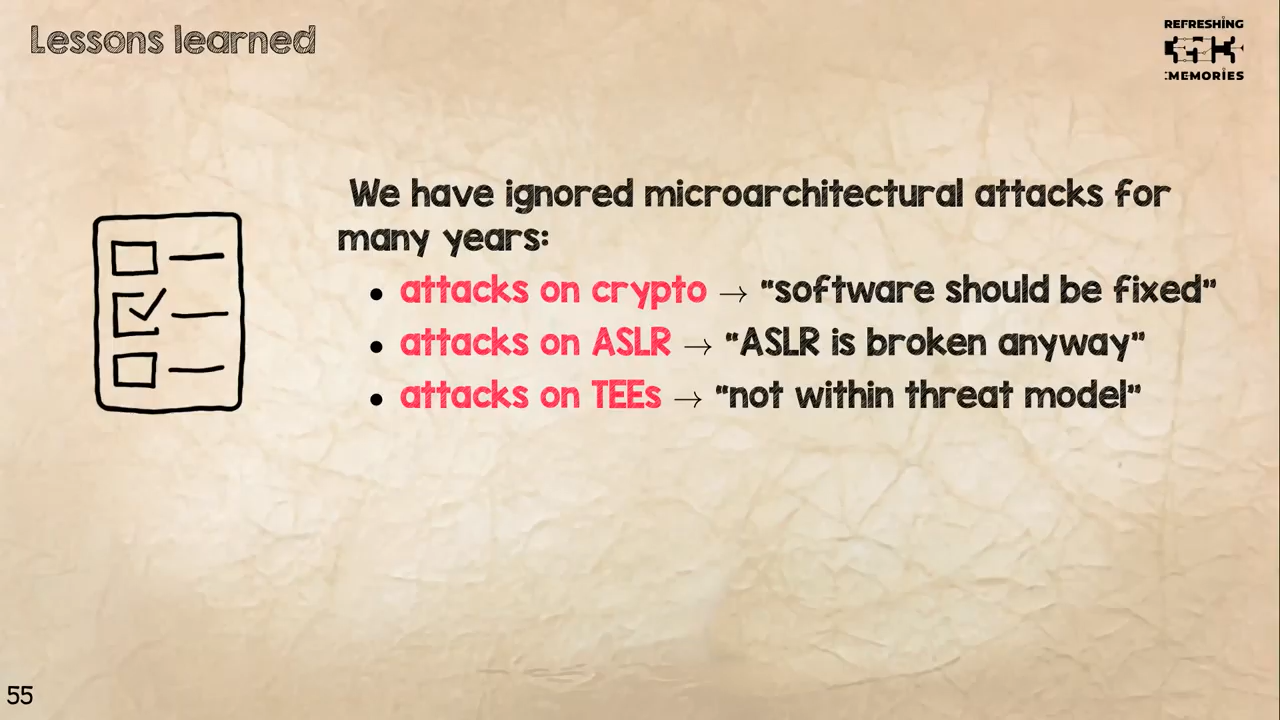 Lessons learned
REFRESHING
35K
:MEMORIES
We have ignored microarchitectural attacks for
many years:
• attacks on crypto → “software should be fixed”
• attacks on ASLR → “ASLR is broken anyway”
• attacks on TEEs → “not within threat model”
55